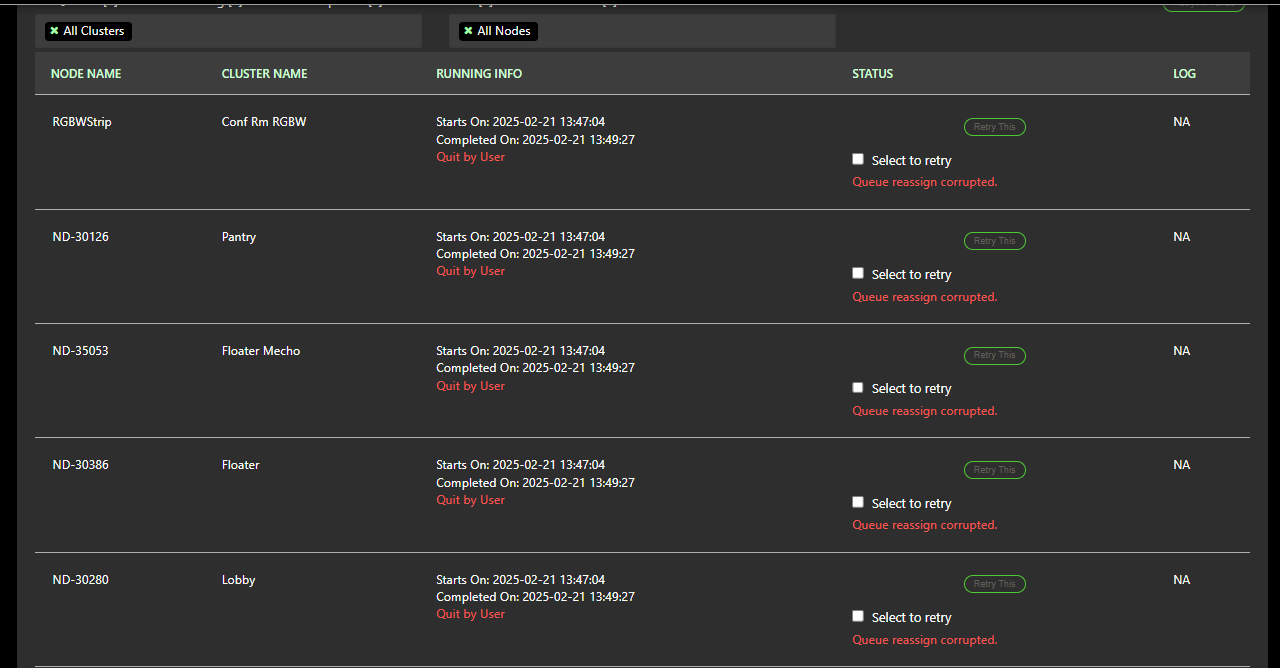 ✖ All Clusters
✖ All Nodes
NODE NAME CLUSTER NAME RUNNING INFO STATUS LOG
RGBWStrip Conf Rm RGBW Starts On: 2025-02-21 13:47:04 Retry This NA
Completed On: 2025-02-21 13:49:27
Quit by User
Select to retry
Queue reassign corrupted.
ND-30126 Pantry Starts On: 2025-02-21 13:47:04 Retry This NA
Completed On: 2025-02-21 13:49:27
Quit by User
Select to retry
Queue reassign corrupted.
ND-35053 Floater Mecho Starts On: 2025-02-21 13:47:04 Retry This NA
Completed On: 2025-02-21 13:49:27
Quit by User
Select to retry
Queue reassign corrupted.
ND-30386 Floater Starts On: 2025-02-21 13:47:04 Retry This NA
Completed On: 2025-02-21 13:49:27
Quit by User
Select to retry
Queue reassign corrupted.
ND-30280 Lobby Starts On: 2025-02-21 13:47:04 Retry This NA
Completed On: 2025-02-21 13:49:27
Quit by User
Select to retry
Queue reassign corrupted.